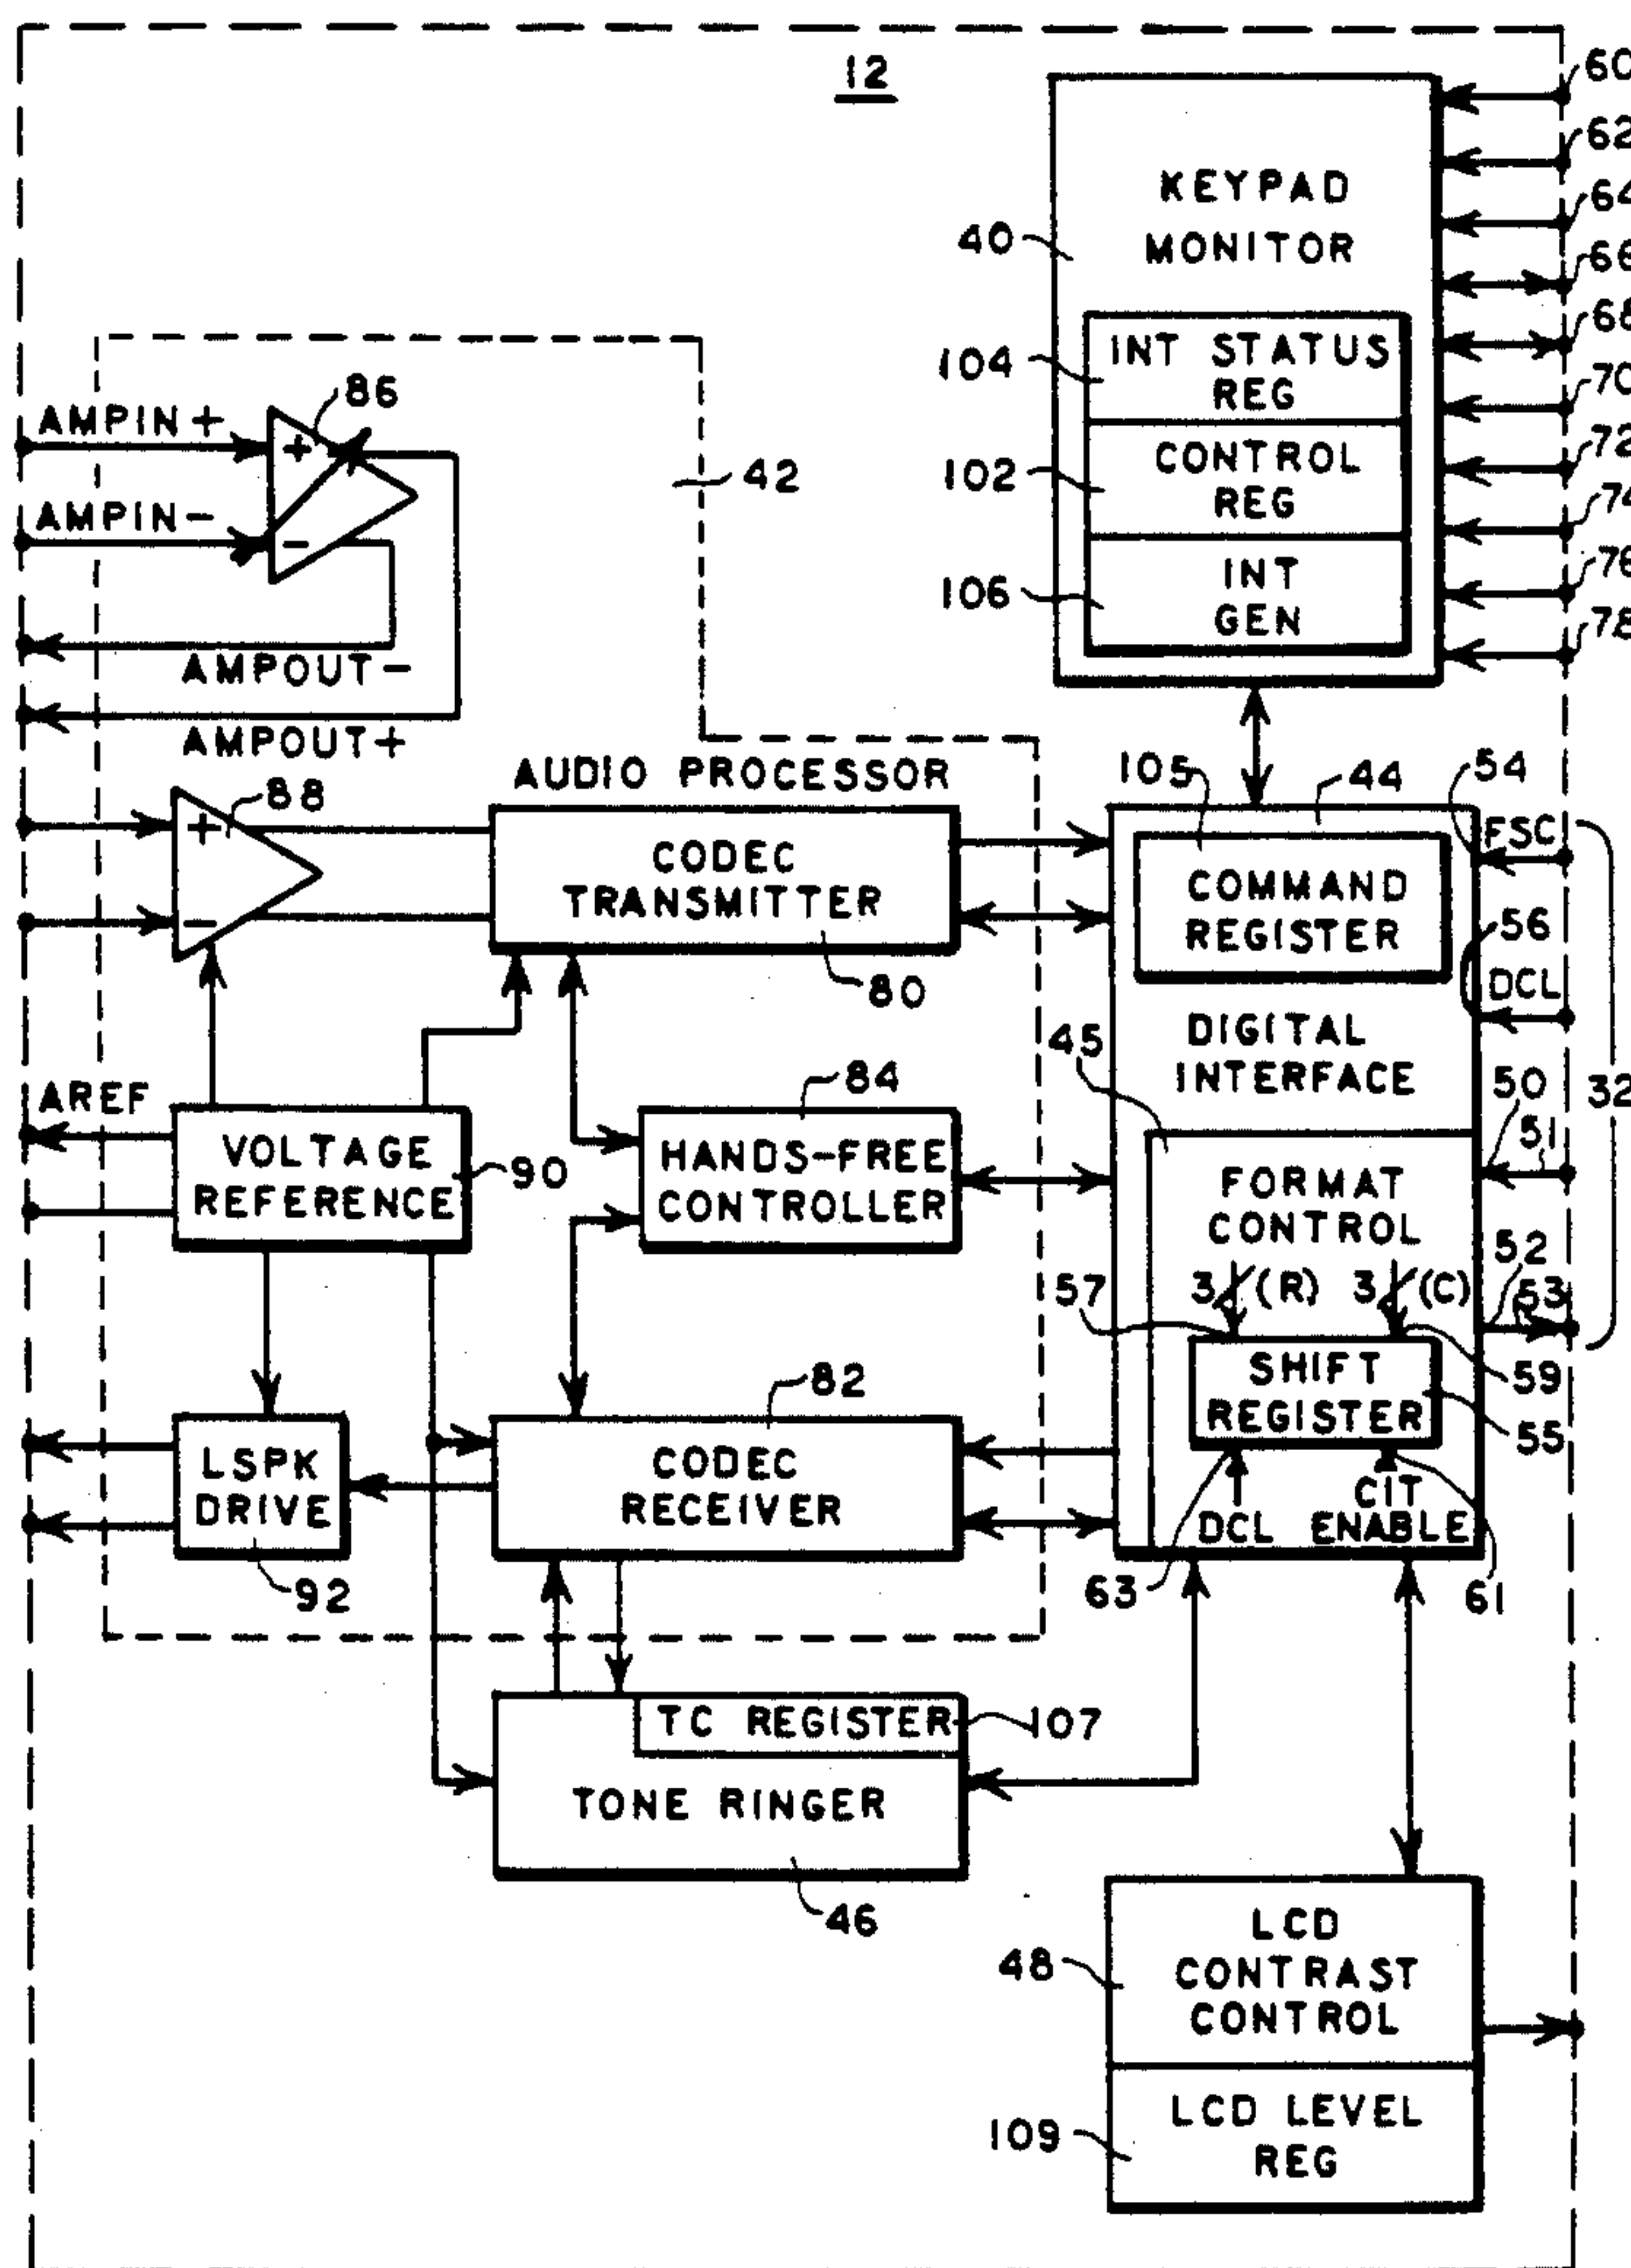 12
60
62
64
66
68
70
72
74
76
78
KEYPAD
MONITOR
40
INT STATUS
REG
104
CONTROL
REG
102
INT
GEN
106
86
AMPIN+
+
AMPIN-
-
42
AMPOUT-
AMPOUT+
AUDIO PROCESSOR
88
+
-
CODEC
TRANSMITTER
80
105
44
54
FSC
COMMAND
REGISTER
56
DCL
DIGITAL
INTERFACE
45
50
51
32
AREF
VOLTAGE
REFERENCE
90
84
HANDS-FREE
CONTROLLER
FORMAT
CONTROL
52
53
57
3 (R)
3 (C)
SHIFT
REGISTER
59
55
82
LSPK
DRIVE
92
CODEC
RECEIVER
DCL
CIT
ENABLE
63
61
TC REGISTER
107
TONE RINGER
46
LCD
CONTRAST
CONTROL
48
LCD LEVEL
REG
109